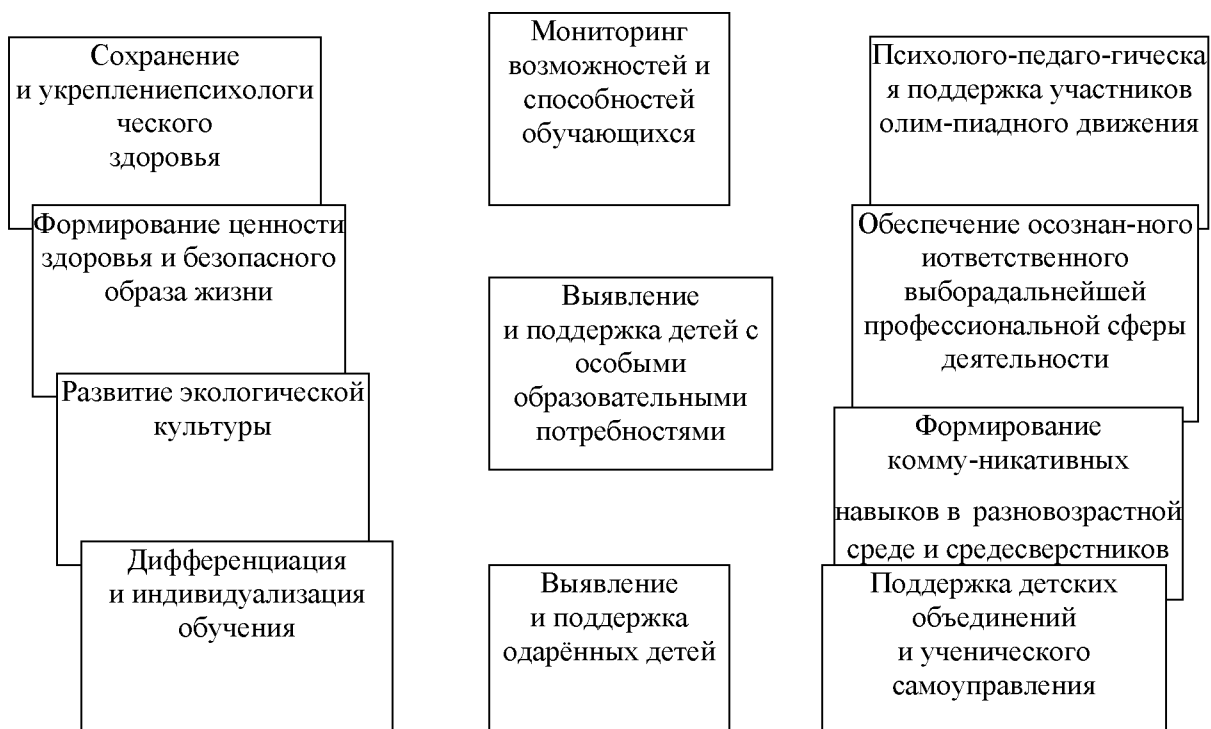 Сохранение
и укреплениепсихологи
ческого
здоровья
Формирование ценности
здоровья и безопасного
образа жизни
Развитие экологической
культуры
Дифференциация
и индивидуализация
обучения
Мониторинг
возможностей и
способностей
обучающихся
Выявление
и поддержка детей с
особыми
образовательными
потребностями
Выявление
и поддержка
одарённых детей
Психолого-педаго-гическа
я поддержка участников
олим-пиадного движения
Обеспечение осознан-ного
иответственного
выборадальнейшей
профессиональной сферы
деятельности
Формирование
комму-никативных
навыков в разновозрастной
среде и средесверстников
Поддержка детских
объединений
и ученического
самоуправления